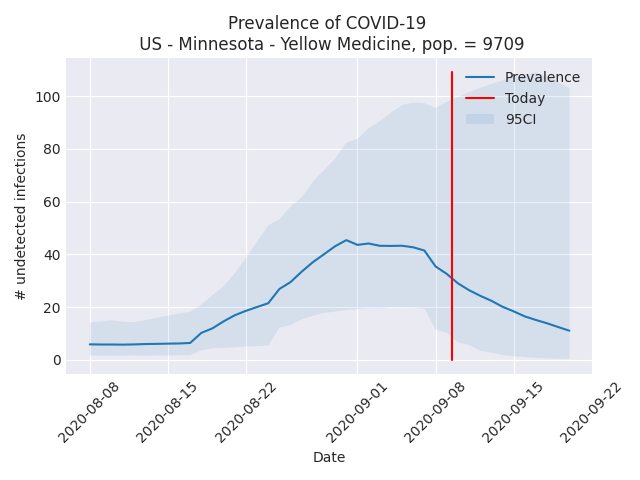 Prevalence of COVID-19
US - Minnesota - Yellow Medicine, pop. = 9709
# undetected infections
100
80
60
40
20
0
Prevalence
Today
95CI
2020-08-08
2020-08-15
2020-08-22
2020-09-01
2020-09-08
2020-09-15
2020-09-22
Date